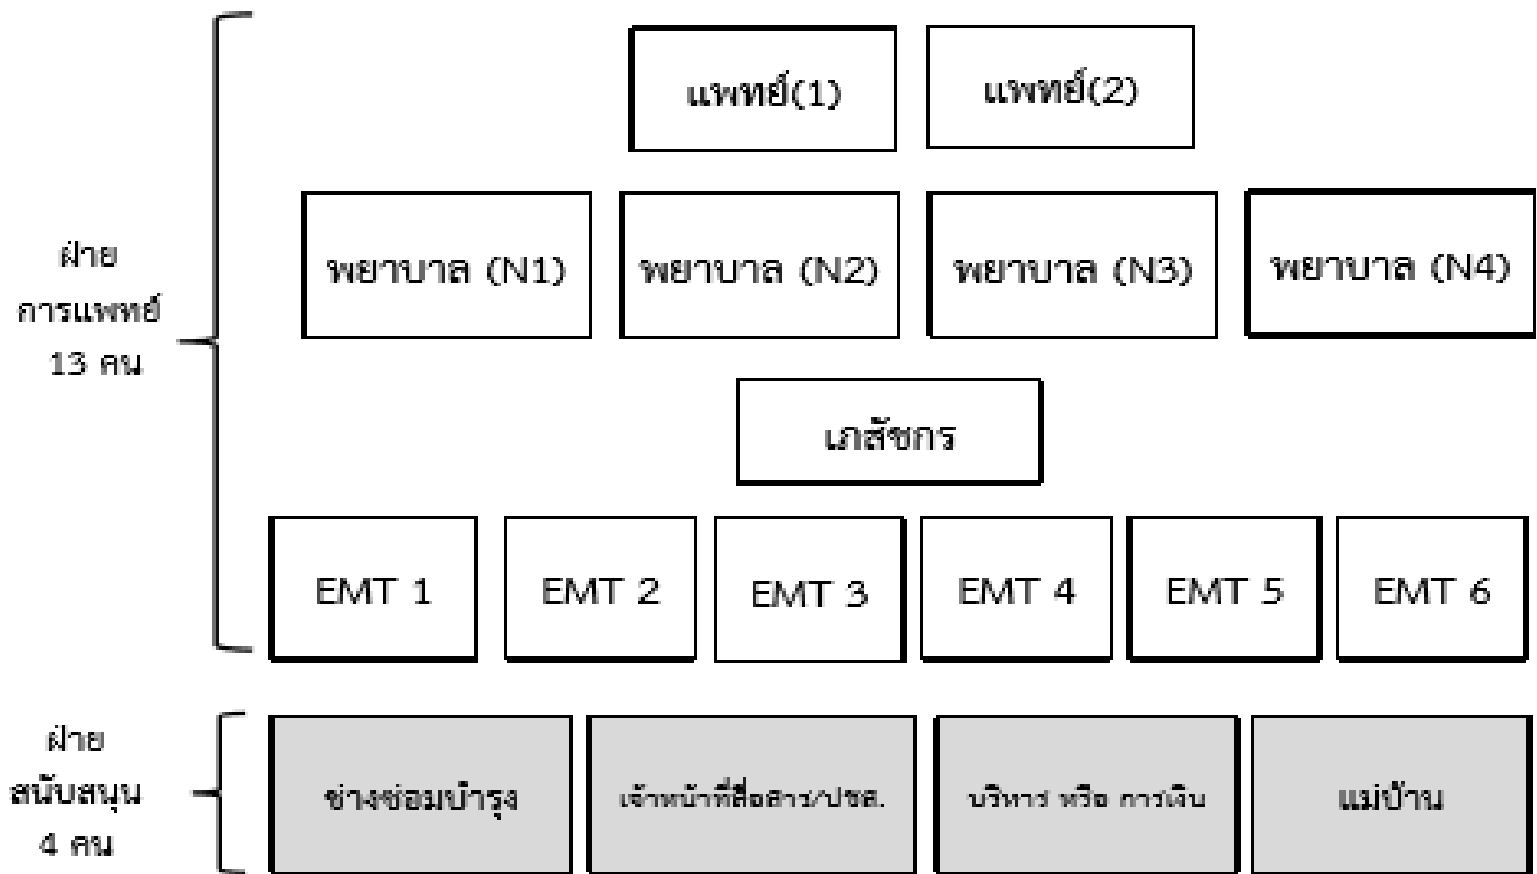 แพทย์(1)
แพทย์(2)
พยาบาล (N1)
พยาบาล (N2)
พยาบาล (N3)
พยาบาล (N4)
ฝ่าย
การแพทย์
13 คน
เภสัชกร
EMT 1
EMT 2
EMT 3
EMT 4
EMT 5
EMT 6
ฝ่าย
สนับสนุน
4 คน
ช่างซ่อมบำรุง
เจ้าหน้าที่สื่อสาร/ปชส.
บริหาร หรือ การเงิน
แม่บ้าน